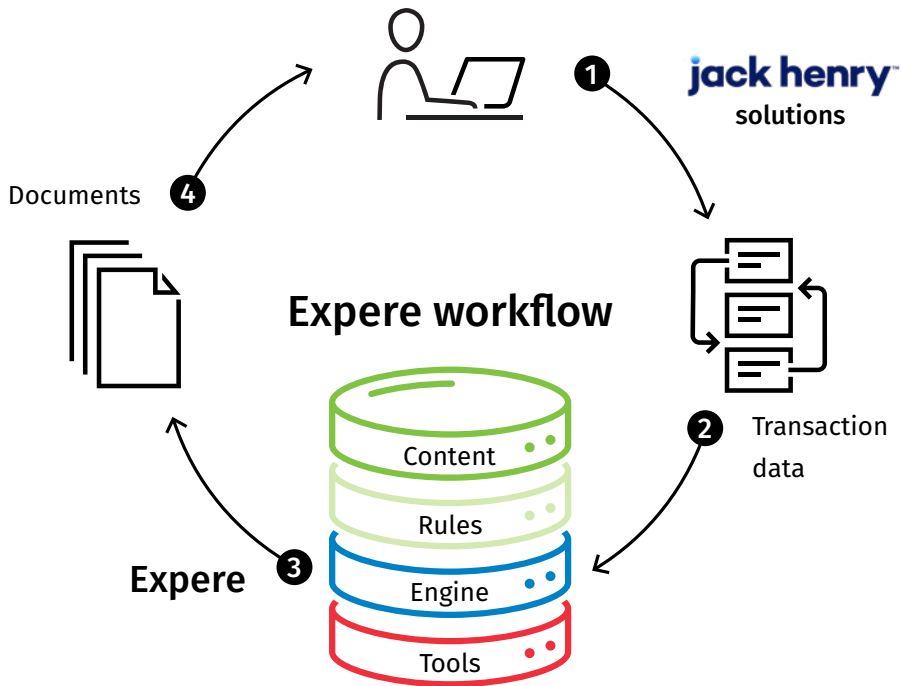 1
jack henry™
solutions
Documents
4
Expere workflow
2
Transaction
data
Content
Rules
Expere
3
Engine
Tools